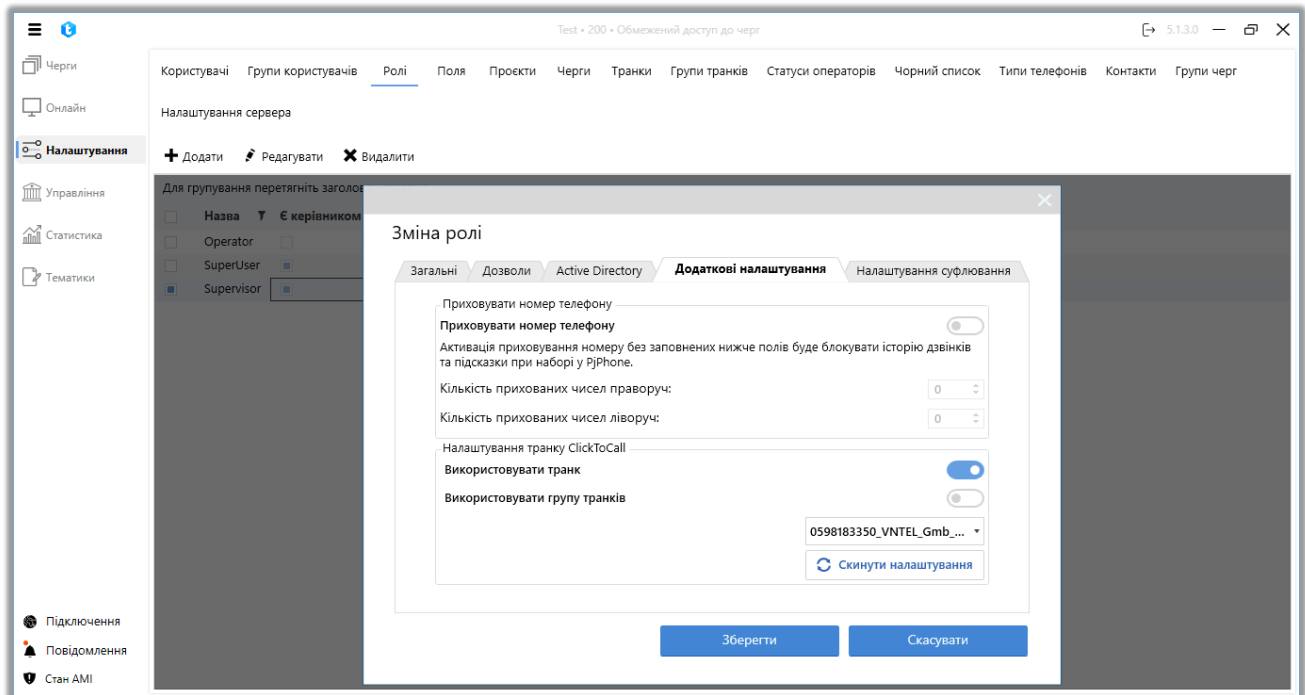 Test • 200 • Обмежений доступ до черг
5.1.3.0
Черги
Онлайн
Налаштування
Управління
Статистика
Тематики
Підключення
Повідомлення
Стан AMI
Користувачі Групи користувачів Ролі Поля Проєкти Черги Транки Групи транків Статуси операторів Чорний список Типи телефонів Контакти Групи черг
Налаштування сервера
Додати Редагувати Видалити
Для групування перетягніть
Назва Є керівником
Operator
SuperUser
Supervisor
Зміна ролі
Загальні Дозволи Active Directory Додаткові налаштування Налаштування суфлювання
Приховувати номер телефону
Приховувати номер телефону
Активація приховування номеру без заповнених нижче полів буде блокувати історію дзвінків
та підсказки при наборі у PjPhone.
Кількість прихованих чисел праворуч: 0
Кількість прихованих чисел ліворуч: 0
Налаштування транку ClickToCall
Використовувати транк
Використовувати групу транків
0598183350_VNTEL_Gmb_...
Скинути налаштування
Зберегти Скасувати